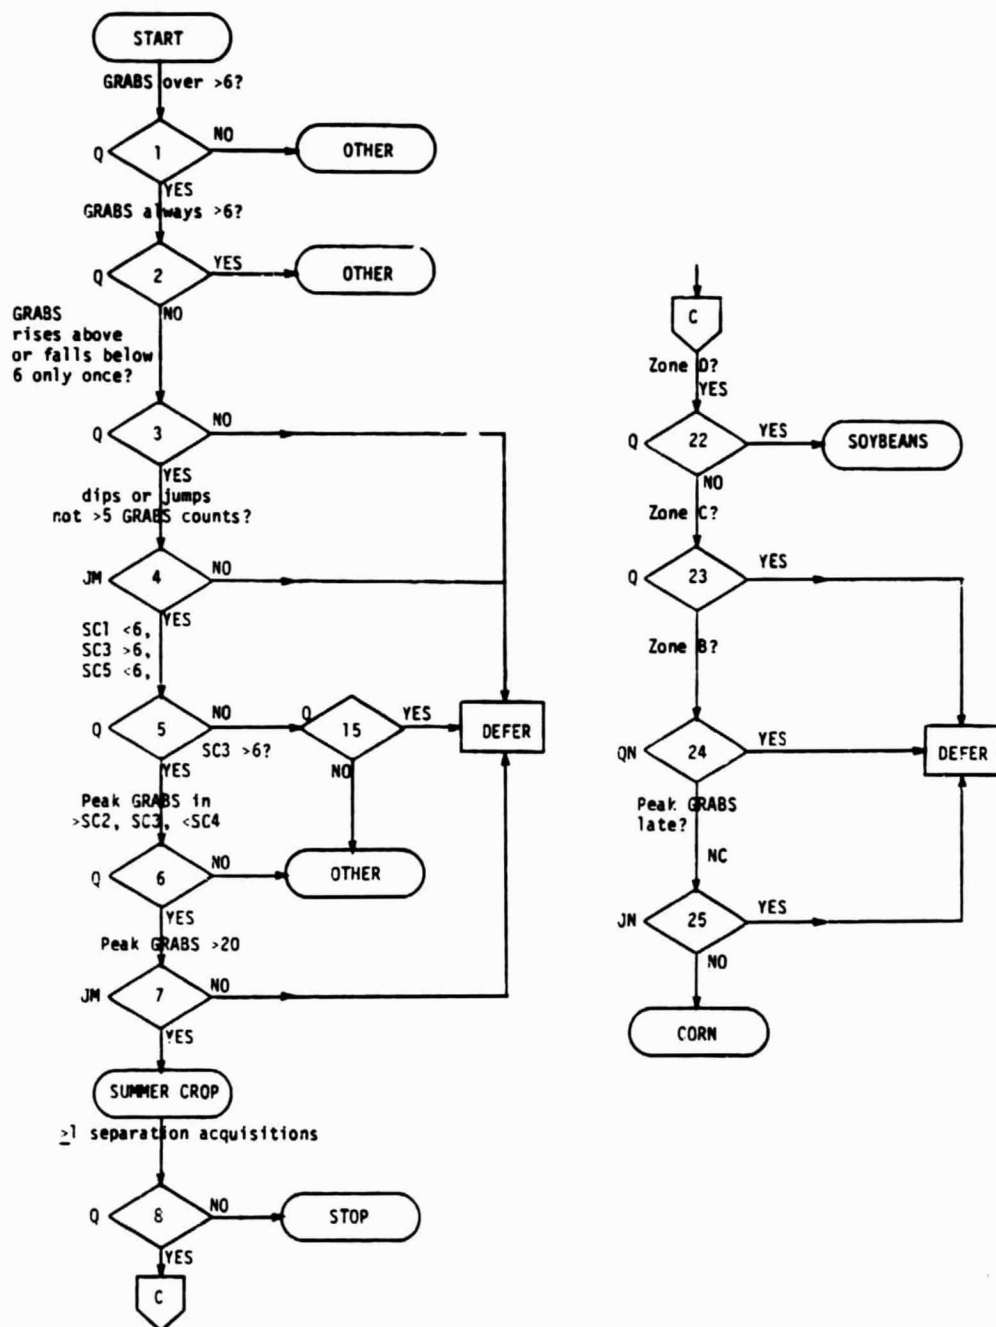 START
GRABS over >6?
Q
1
NO
OTHER
YES
GRABS always >6?
Q
2
YES
OTHER
NO
GRABS
rises above
or falls below
6 only once?
Q
3
NO
YES
dips or jumps
not >5 GRABS counts?
JM
4
NO
YES
SC1 <6,
SC3 >6,
SC5 <6,
Q
5
NO
SC3 >6?
Q
15
YES
DEFER
NO
YES
Peak GRABS in
>SC2, SC3, <SC4
Q
6
NO
OTHER
YES
Peak GRABS >20
JM
7
NO
YES
SUMMER CROP
≥1 separation acquisitions
Q
8
NO
STOP
YES
C
C
Zone D?
YES
Q
22
YES
SOYBEANS
NO
Zone C?
Q
23
YES
Zone B?
QN
24
YES
DEFER
Peak GRABS
late?
NC
JN
25
YES
NO
CORN